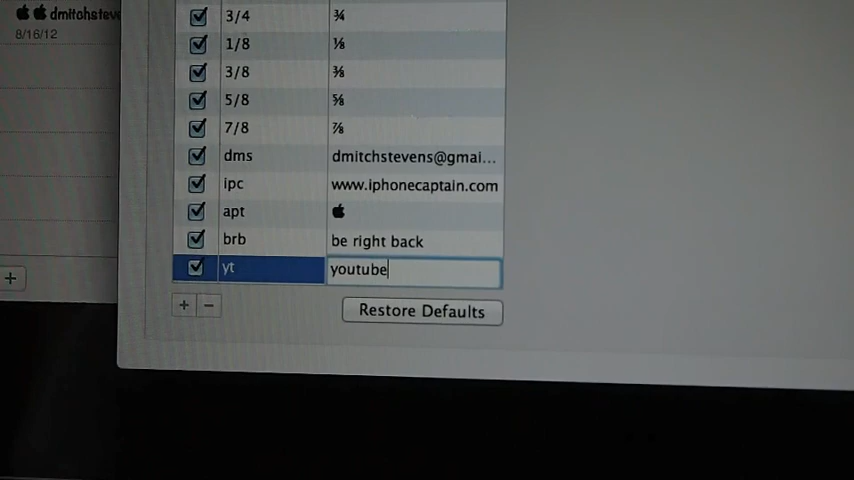 dmitchsteve
8/16/12
3/4 ¾
1/8 ⅛
3/8 ⅜
5/8 ⅝
7/8 ⅞
dms dmitchstevens@gmai...
ipc www.iphonecaptain.com
apt
brb be right back
yt youtube
+ −
Restore Defaults
+